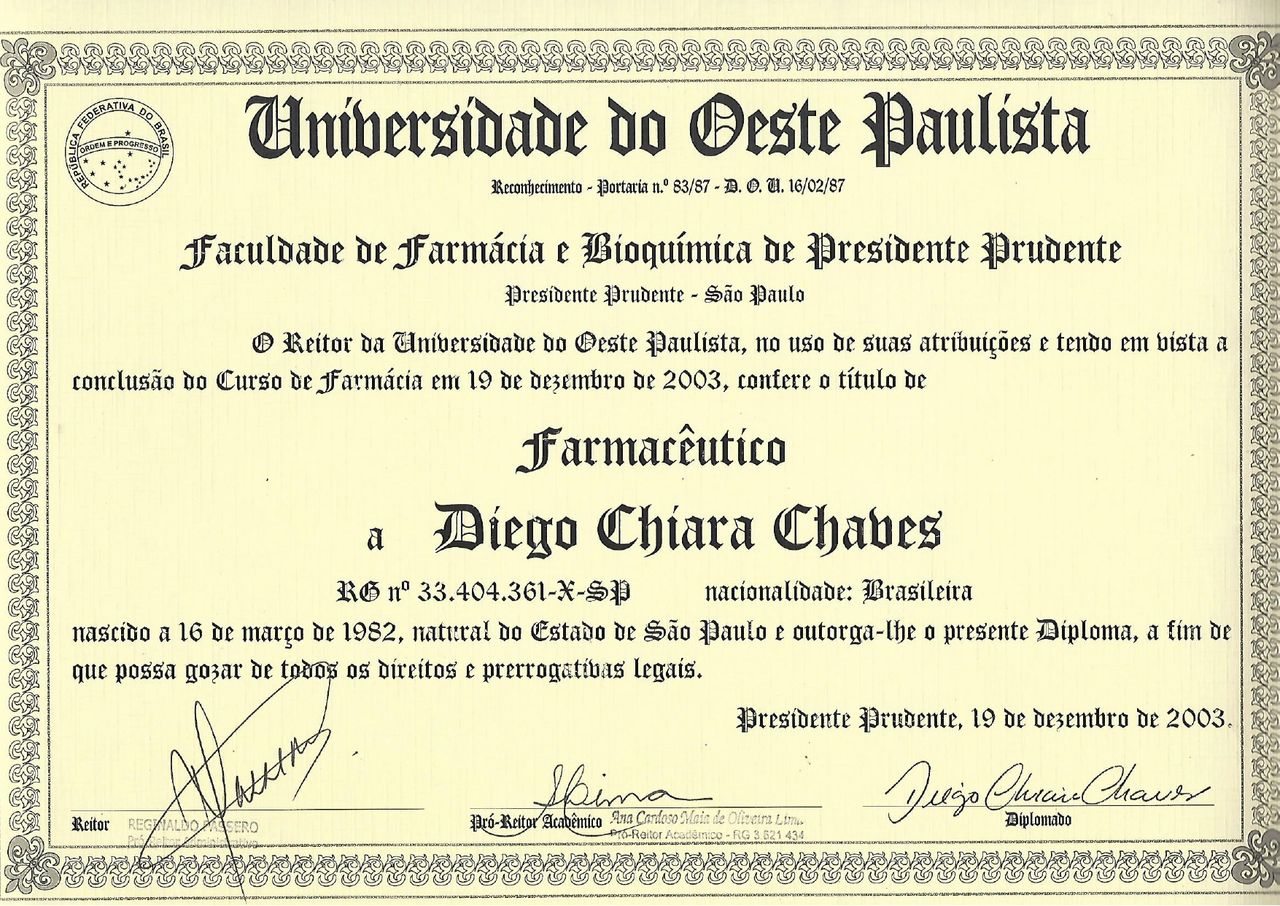 REPÚBLICA FEDERATIVA DO BRASIL
ORDEM E PROGRESSO
Universidade do Oeste Paulista
Reconhecimento - Portaria n.º 83/87 - D. O. U. 16/02/87
Faculdade de Farmácia e Bioquímica de Presidente Prudente
Presidente Prudente - São Paulo
O Reitor da Universidade do Oeste Paulista, no uso de suas atribuições e tendo em vista a
conclusão do Curso de Farmácia em 19 de dezembro de 2003, confere o título de
Farmacêutico
a Diego Chiara Chaves
RG nº 33.404.361-X-SP nacionalidade: Brasileira
nascido a 16 de março de 1982, natural do Estado de São Paulo e outorga-lhe o presente Diploma, a fim de
que possa gozar de todos os direitos e prerrogativas legais.
Presidente Prudente, 19 de dezembro de 2003.
Diego Chiara Chaves
Reitor REGINALDO PASSERO
Pró-Reitor Administrativo
Pró-Reitor Acadêmico Ana Cardoso Maia de Oliveira Lima
Pró-Reitor Acadêmico - RG 3 521 434
Diplomado